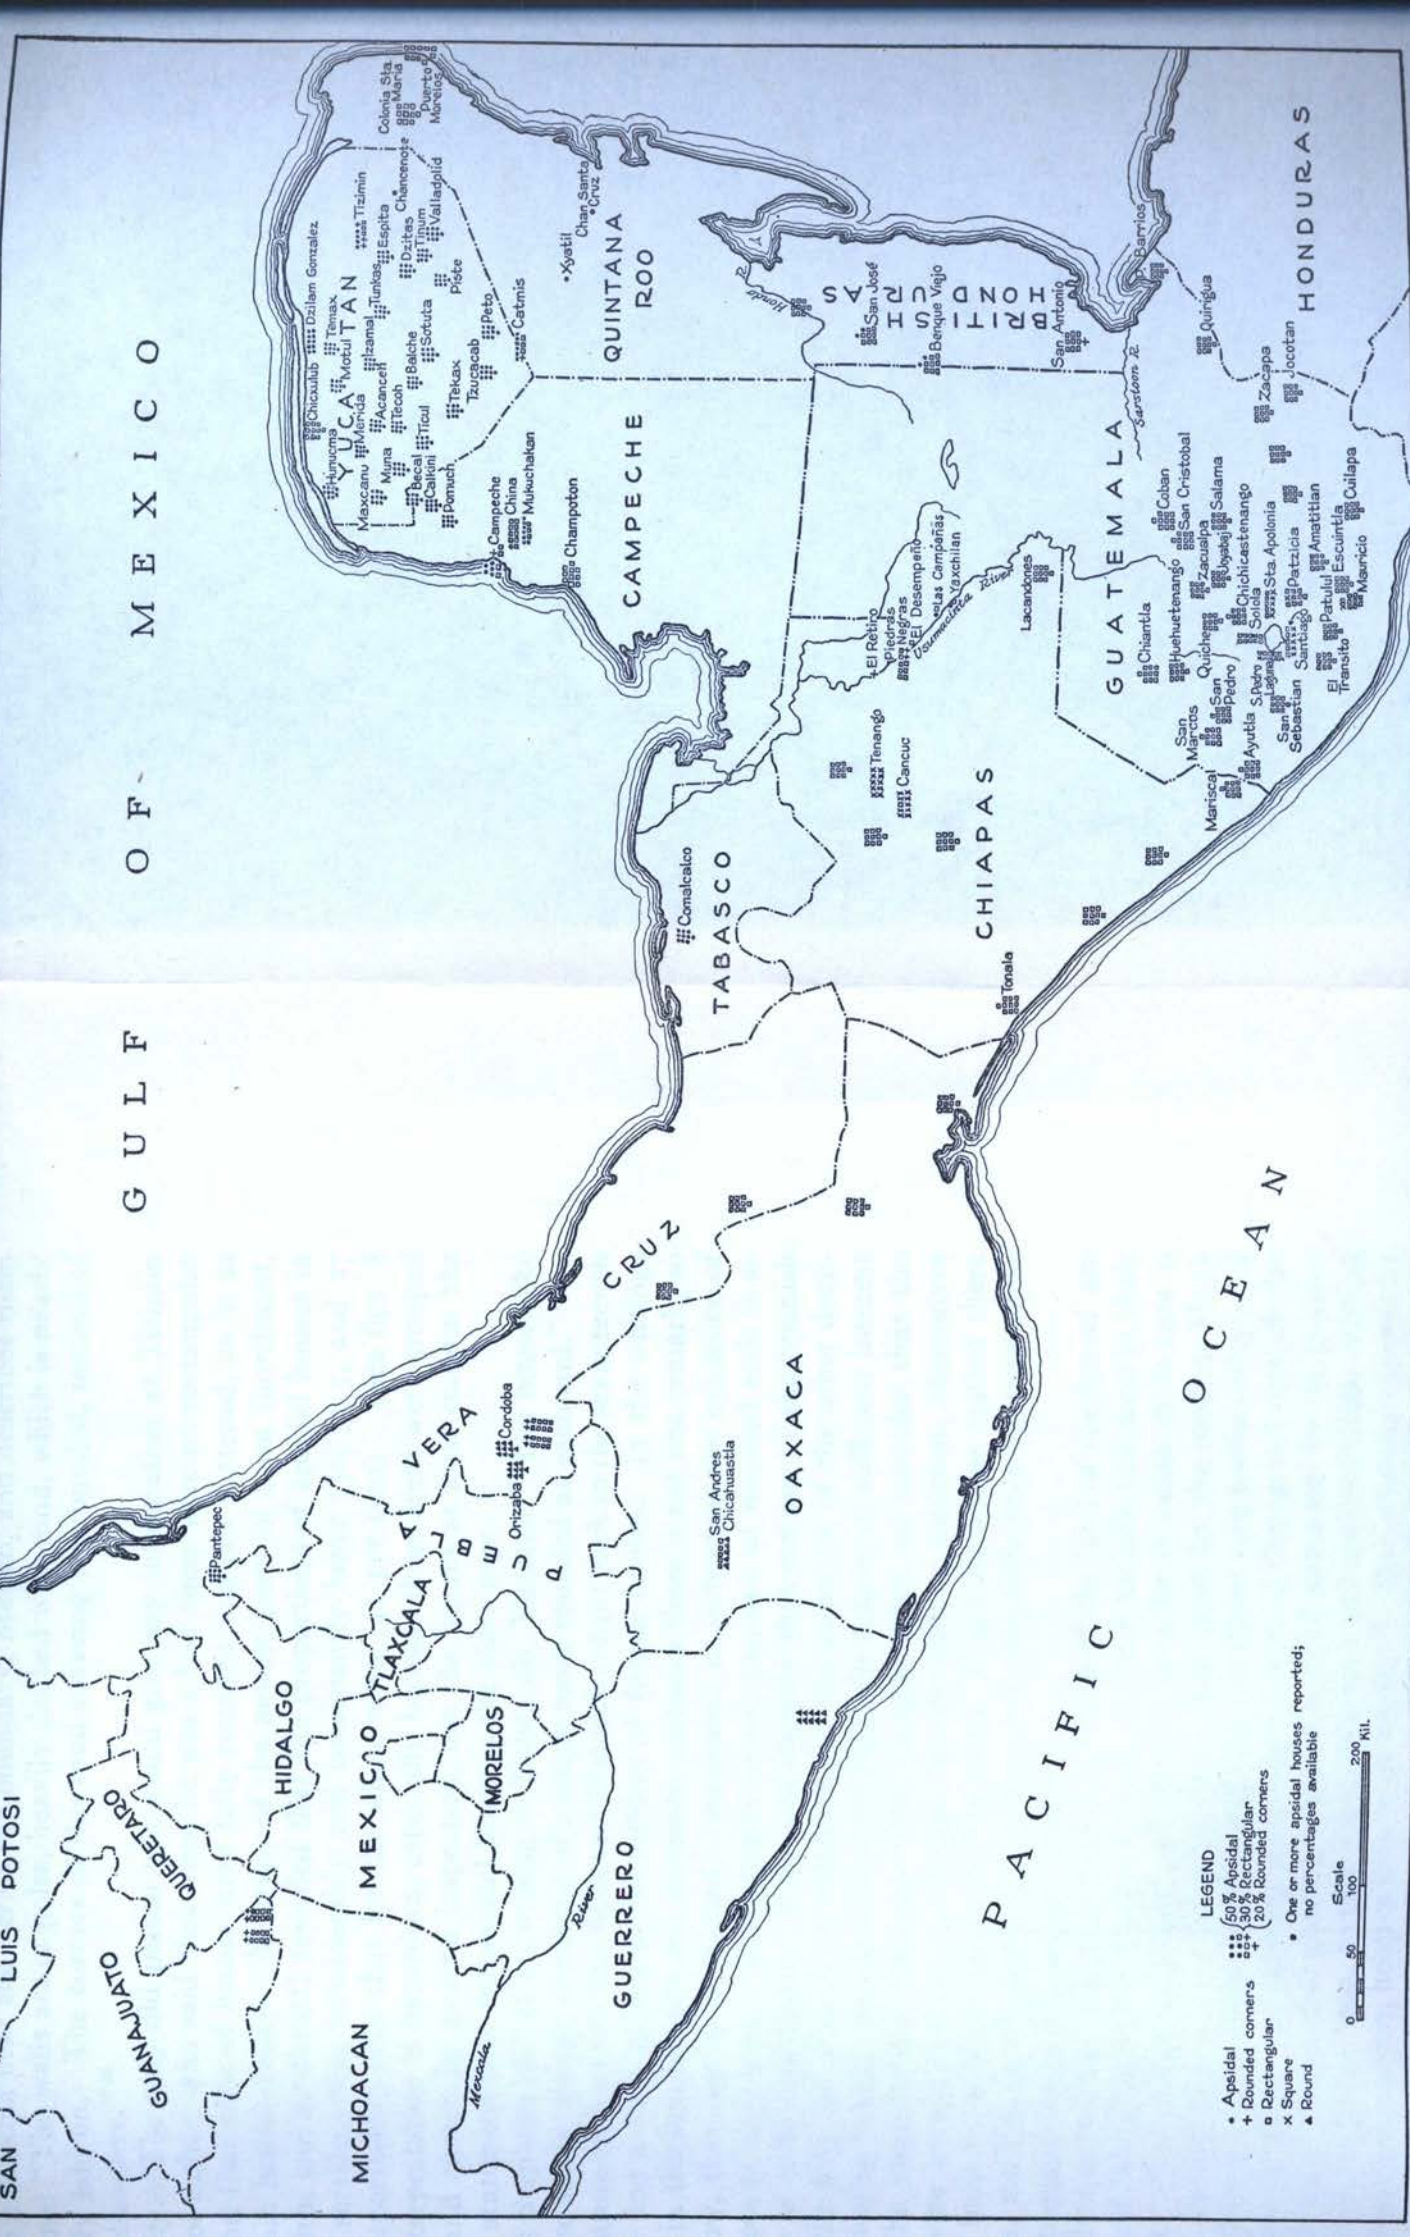 GULF OF MEXICO
SAN LUIS POTOSI
GUANAJUATO
QUERETARO
HIDALGO
MICHOACAN
MEXICO
TLAXCALA
MORELOS
PUEBLA
VERA CRUZ
GUERRERO
OAXACA
Mexcala River
Pantepec
Orizaba
Cordoba
San Andres
Chicahuastla
TABASCO
Comalcalco
CHIAPAS
Tonala
Tenango
Cancuc
El Retiro
Piedras
Negras
El Desempeño
Las Campañas
Yaxchilan
Usumacinta River
Lacandones
CAMPECHE
Campeche
China
Mukuchakan
Champoton
YUCATAN
Chicxulub
Dzilam Gonzalez
Hunucma
Motul
Temax
Tizimin
Merida
Maxcanu
Izamal
Tunkas
Espita
Acanceh
Muna
Tecoh
Dzitas
Chancenote
Balche
Tinum
Valladolid
Becal
Ticul
Sotuta
Piste
Calkini
Pomuch
Tekax
Tzucacab
Peto
Catmis
Colonia Sta.
Maria
Puerto
Morelos
QUINTANA
ROO
Xyatil
Chan Santa
Cruz
Hondo R.
BRITISH
HONDURAS
San José
Benque Viejo
San Antonio
Sarstoon R.
P. Barrios
HONDURAS
GUATEMALA
Quirigua
Zacapa
Jocotan
Coban
San Cristobal
Salama
Chiantla
Huehuetenango
Zacualpa
Joyabaj
Quiche
Chichicastenango
Solola
Sta. Apolonia
San
Marcos
San
Pedro
S. Pedro
Laguna
Patzicia
Amatitlan
Cuilapa
Mariscal
Ayutla
San
Sebastian
Santiago
Patulul
Escuintla
Mauricio
El
Transito
PACIFIC OCEAN
LEGEND
• Apsidal
+ Rounded corners
▫ Rectangular
x Square
▲ Round
50% Apsidal
30% Rectangular
20% Rounded corners
• One or more apsidal houses reported;
no percentages available
Scale
0 50 100 200 Kil.